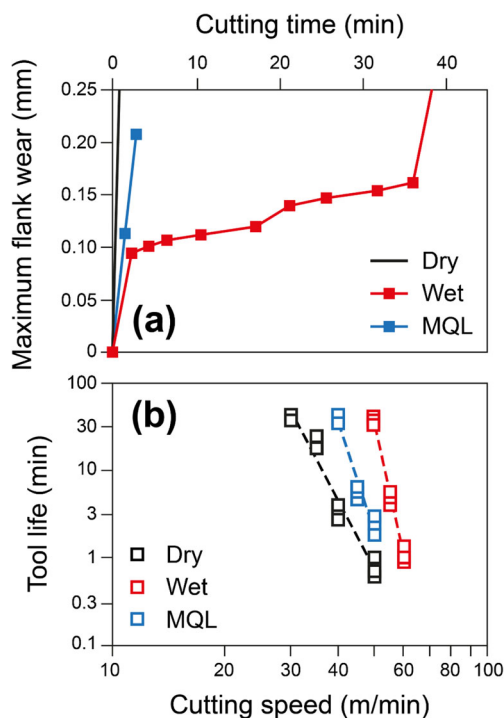 Cutting time (min)
0 10 20 30 40
Maximum flank wear (mm)
0.25
0.20
0.15
0.10
0.05
0
(a)
Dry
Wet
MQL
(b)
Tool life (min)
100
30
10
3
1
0.3
0.1
Dry
Wet
MQL
10 20 30 40 60 80 100
Cutting speed (m/min)